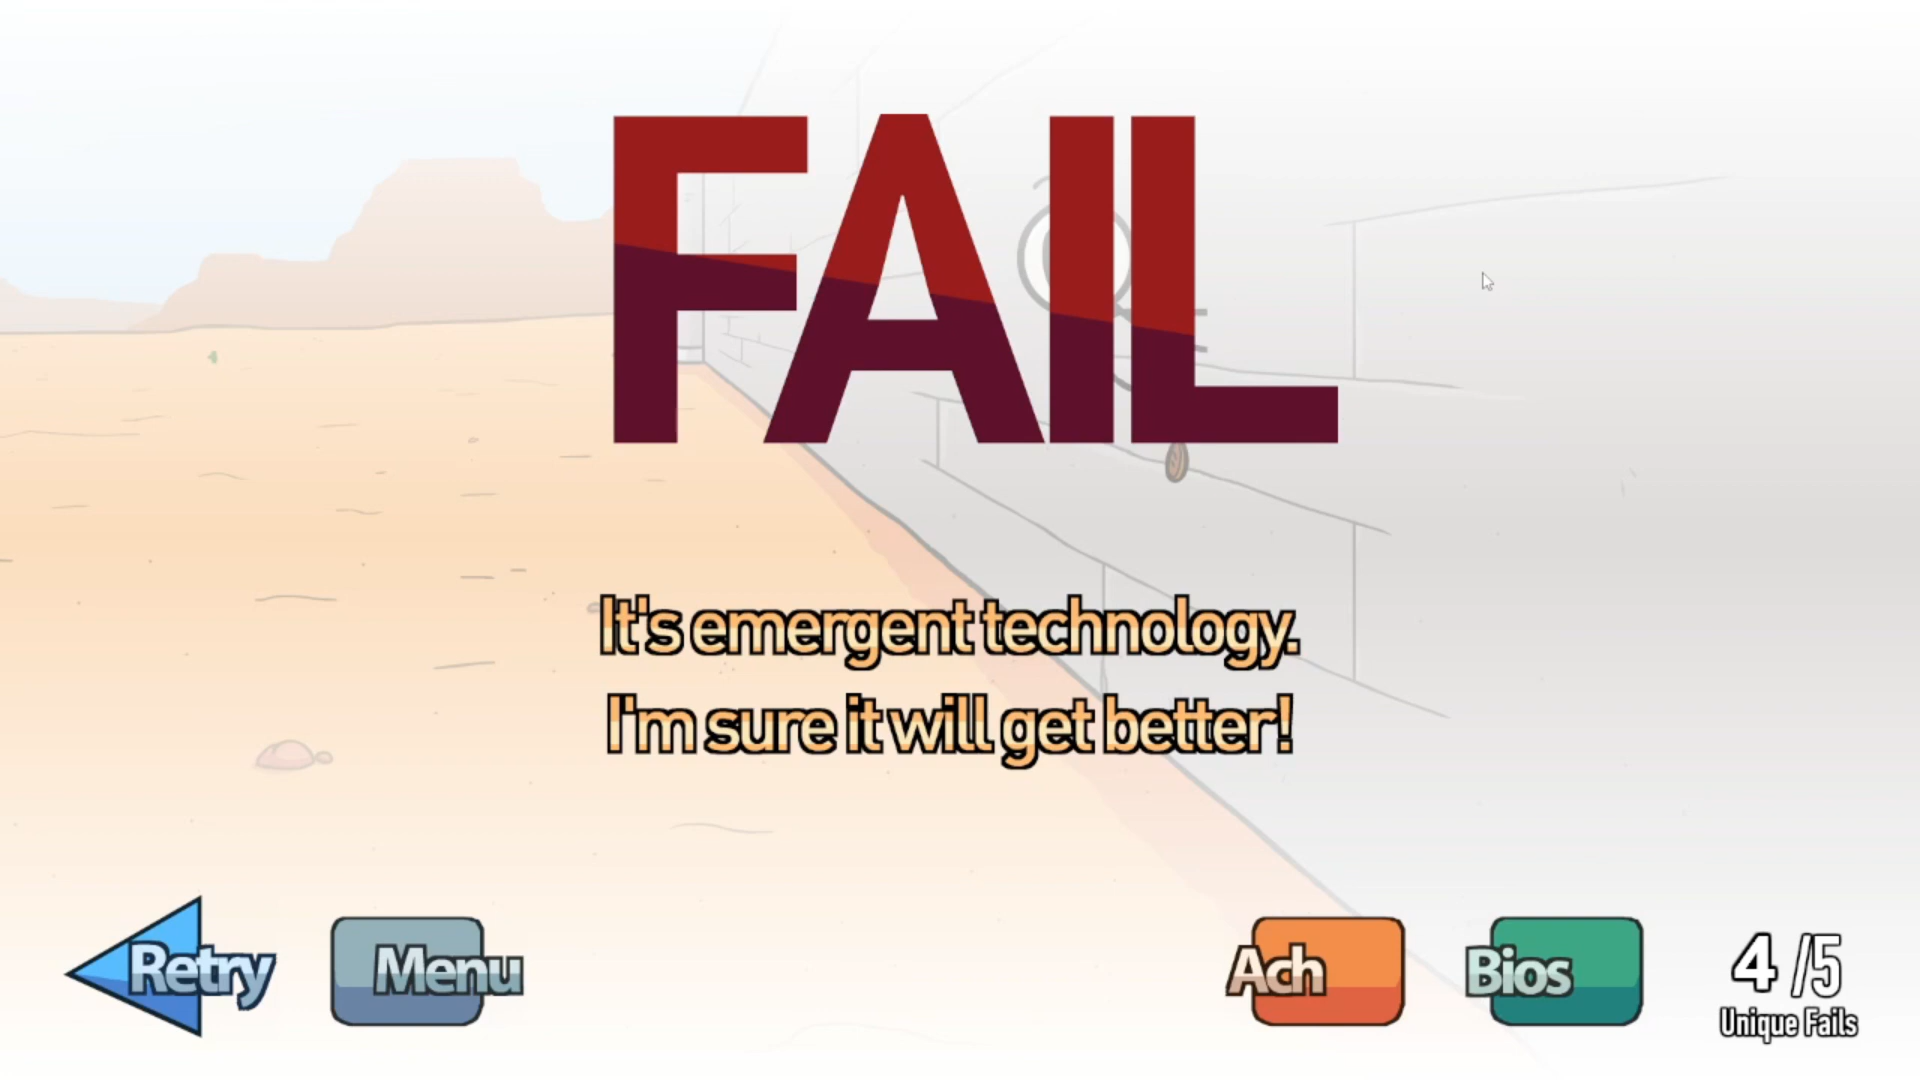 FAIL
It's emergent technology.
I'm sure it will get better!
Retry
Menu
Ach
Bios
4/5
Unique Fails